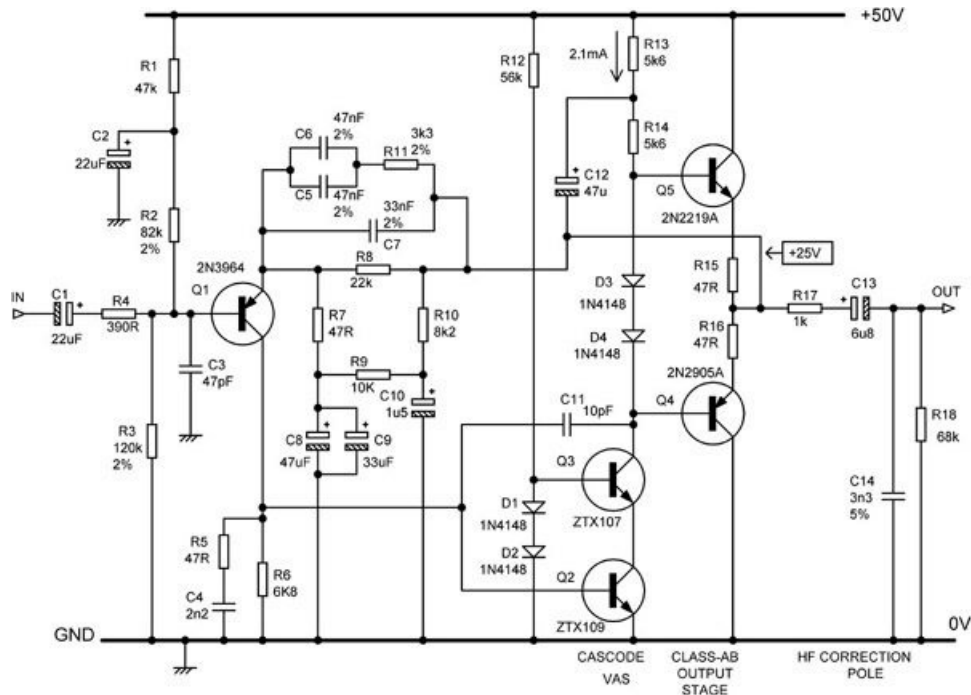 +50V
R1
47k
C2
22uF
R2
82k
2%
47nF
2%
C6
C5
47nF
2%
3k3
2%
R11
33nF
2%
C7
R12
56k
2.1mA
R13
5k6
R14
5k6
C12
47u
Q5
2N2219A
2N3964
Q1
IN
C1
22uF
R4
390R
C3
47pF
R3
120k
2%
R8
22k
R7
47R
R10
8k2
R9
10K
C10
1u5
C8
47uF
C9
33uF
D3
1N4148
D4
1N4148
R15
47R
R16
47R
+25V
R17
1k
C13
6u8
OUT
2N2905A
Q4
C11
10pF
Q3
ZTX107
D1
1N4148
D2
1N4148
Q2
ZTX109
R5
47R
C4
2n2
R6
6K8
R18
68k
C14
3n3
5%
GND
0V
CASCODE
VAS
CLASS-AB
OUTPUT
STAGE
HF CORRECTION
POLE